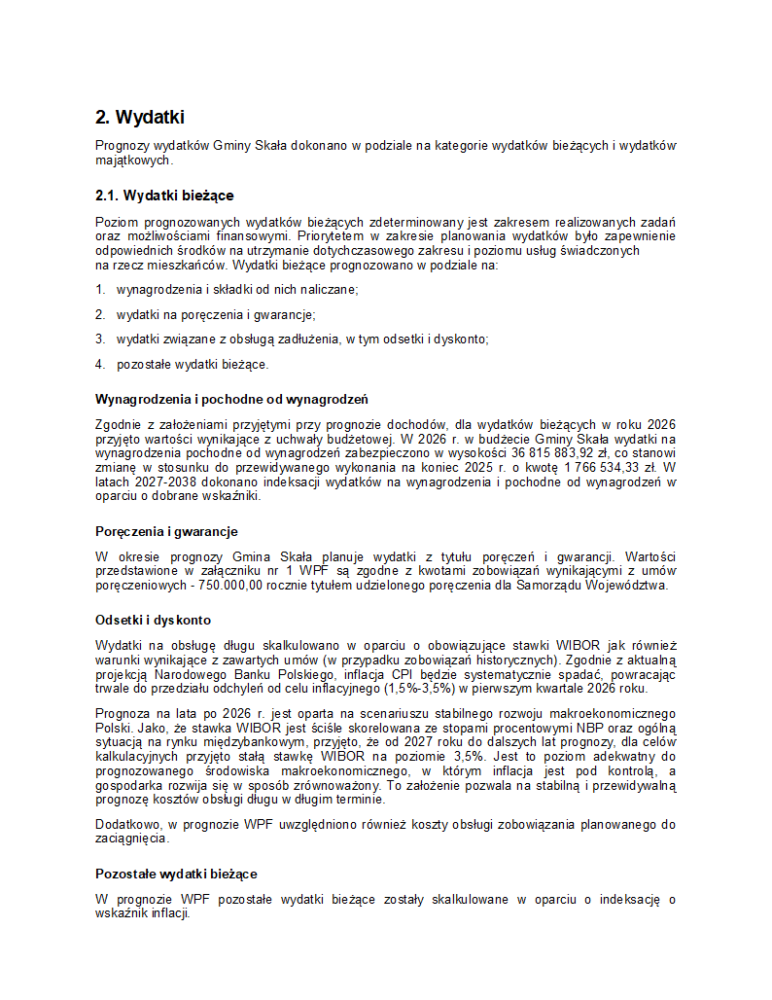 2. Wydatki
Prognozy wydatków Gminy Skała dokonano w podziale na kategorie wydatków bieżących i wydatków
majątkowych.
2.1. Wydatki bieżące
Poziom prognozowanych wydatków bieżących zdeterminowany jest zakresem realizowanych zadań
oraz możliwościami finansowymi. Priorytetem w zakresie planowania wydatków było zapewnienie
odpowiednich środków na utrzymanie dotychczasowego zakresu i poziomu usług świadczonych
na rzecz mieszkańców. Wydatki bieżące prognozowano w podziale na:
1. wynagrodzenia i składki od nich naliczane;
2. wydatki na poręczenia i gwarancje;
3. wydatki związane z obsługą zadłużenia, w tym odsetki i dyskonto;
4. pozostałe wydatki bieżące.
Wynagrodzenia i pochodne od wynagrodzeń
Zgodnie z założeniami przyjętymi przy prognozie dochodów, dla wydatków bieżących w roku 2026
przyjęto wartości wynikające z uchwały budżetowej. W 2026 r. w budżecie Gminy Skała wydatki na
wynagrodzenia pochodne od wynagrodzeń zabezpieczono w wysokości 36 815 883,92 zł, co stanowi
zmianę w stosunku do przewidywanego wykonania na koniec 2025 r. o kwotę 1 766 534,33 zł. W
latach 2027-2038 dokonano indeksacji wydatków na wynagrodzenia i pochodne od wynagrodzeń w
oparciu o dobrane wskaźniki.
Poręczenia i gwarancje
W okresie prognozy Gmina Skała planuje wydatki z tytułu poręczeń i gwarancji. Wartości
przedstawione w załączniku nr 1 WPF są zgodne z kwotami zobowiązań wynikającymi z umów
poręczeniowych - 750.000,00 rocznie tytułem udzielonego poręczenia dla Samorządu Województwa.
Odsetki i dyskonto
Wydatki na obsługę długu skalkulowano w oparciu o obowiązujące stawki WIBOR jak również
warunki wynikające z zawartych umów (w przypadku zobowiązań historycznych). Zgodnie z aktualną
projekcją Narodowego Banku Polskiego, inflacja CPI będzie systematycznie spadać, powracając
trwale do przedziału odchyleń od celu inflacyjnego (1,5%-3,5%) w pierwszym kwartale 2026 roku.
Prognoza na lata po 2026 r. jest oparta na scenariuszu stabilnego rozwoju makroekonomicznego
Polski. Jako, że stawka WIBOR jest ściśle skorelowana ze stopami procentowymi NBP oraz ogólną
sytuacją na rynku międzybankowym, przyjęto, że od 2027 roku do dalszych lat prognozy, dla celów
kalkulacyjnych przyjęto stałą stawkę WIBOR na poziomie 3,5%. Jest to poziom adekwatny do
prognozowanego środowiska makroekonomicznego, w którym inflacja jest pod kontrolą, a
gospodarka rozwija się w sposób zrównoważony. To założenie pozwala na stabilną i przewidywalną
prognozę kosztów obsługi długu w długim terminie.
Dodatkowo, w prognozie WPF uwzględniono również koszty obsługi zobowiązania planowanego do
zaciągnięcia.
Pozostałe wydatki bieżące
W prognozie WPF pozostałe wydatki bieżące zostały skalkulowane w oparciu o indeksację o
wskaźnik inflacji.